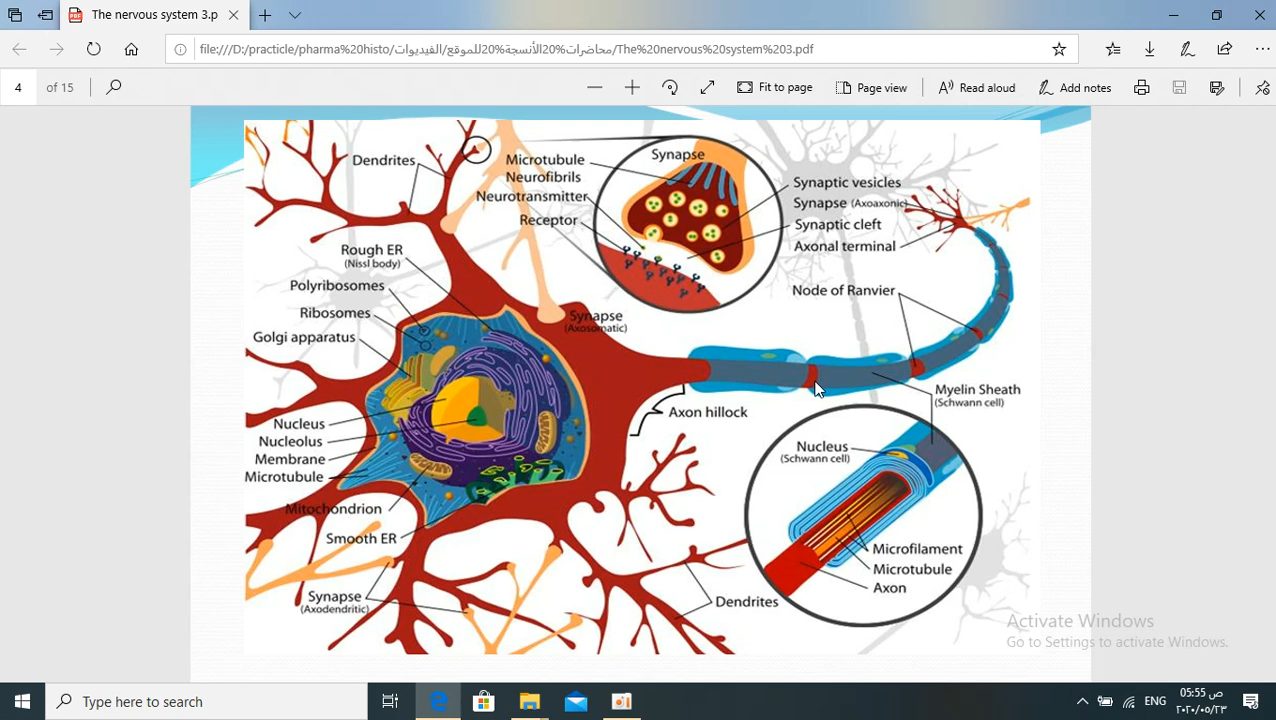 The nervous system 3.p
file:///D:/practicle/pharma%20histo/محاضرات%20الأنسجة%20للموقع/الفيديوات/The%20nervous%20system%203.pdf
4 of 15
Fit to page
Page view
Read aloud
Add notes
Dendrites
Microtubule
Neurofibrils
Neurotransmitter
Receptor
Synapse
Synaptic vesicles
Synapse (Axoaxonic)
Synaptic cleft
Axonal terminal
Rough ER
(Nissl body)
Polyribosomes
Ribosomes
Golgi apparatus
Synapse
(Axosomatic)
Node of Ranvier
Myelin Sheath
(Schwann cell)
Axon hillock
Nucleus
Nucleolus
Membrane
Microtubule
Mitochondrion
Smooth ER
Synapse
(Axodendritic)
Dendrites
Nucleus
(Schwann cell)
Microfilament
Microtubule
Axon
Activate Windows
Go to Settings to activate Windows.
Type here to search
ENG
05:55 ص
٢٠٢٠/٠٥/٢٣